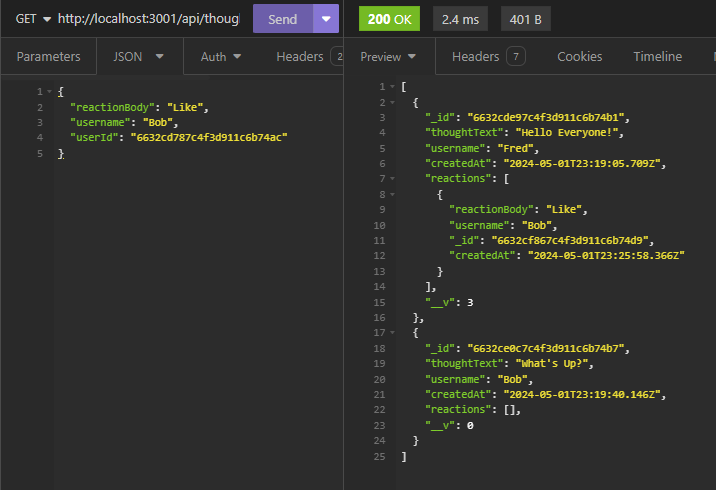 GET http://localhost:3001/api/though Send
200 OK 2.4 ms 401 B
Parameters JSON Auth Headers 2
Preview Headers 7 Cookies Timeline
1 {
2 "reactionBody": "Like",
3 "username": "Bob",
4 "userId": "6632cd787c4f3d911c6b74ac"
5 }
1 [
2 {
3 "_id": "6632cde97c4f3d911c6b74b1",
4 "thoughtText": "Hello Everyone!",
5 "username": "Fred",
6 "createdAt": "2024-05-01T23:19:05.709Z",
7 "reactions": [
8 {
9 "reactionBody": "Like",
10 "username": "Bob",
11 "_id": "6632cf867c4f3d911c6b74d9",
12 "createdAt": "2024-05-01T23:25:58.366Z"
13 }
14 ],
15 "__v": 3
16 },
17 {
18 "_id": "6632ce0c7c4f3d911c6b74b7",
19 "thoughtText": "What's Up?",
20 "username": "Bob",
21 "createdAt": "2024-05-01T23:19:40.146Z",
22 "reactions": [],
23 "__v": 0
24 }
25 ]